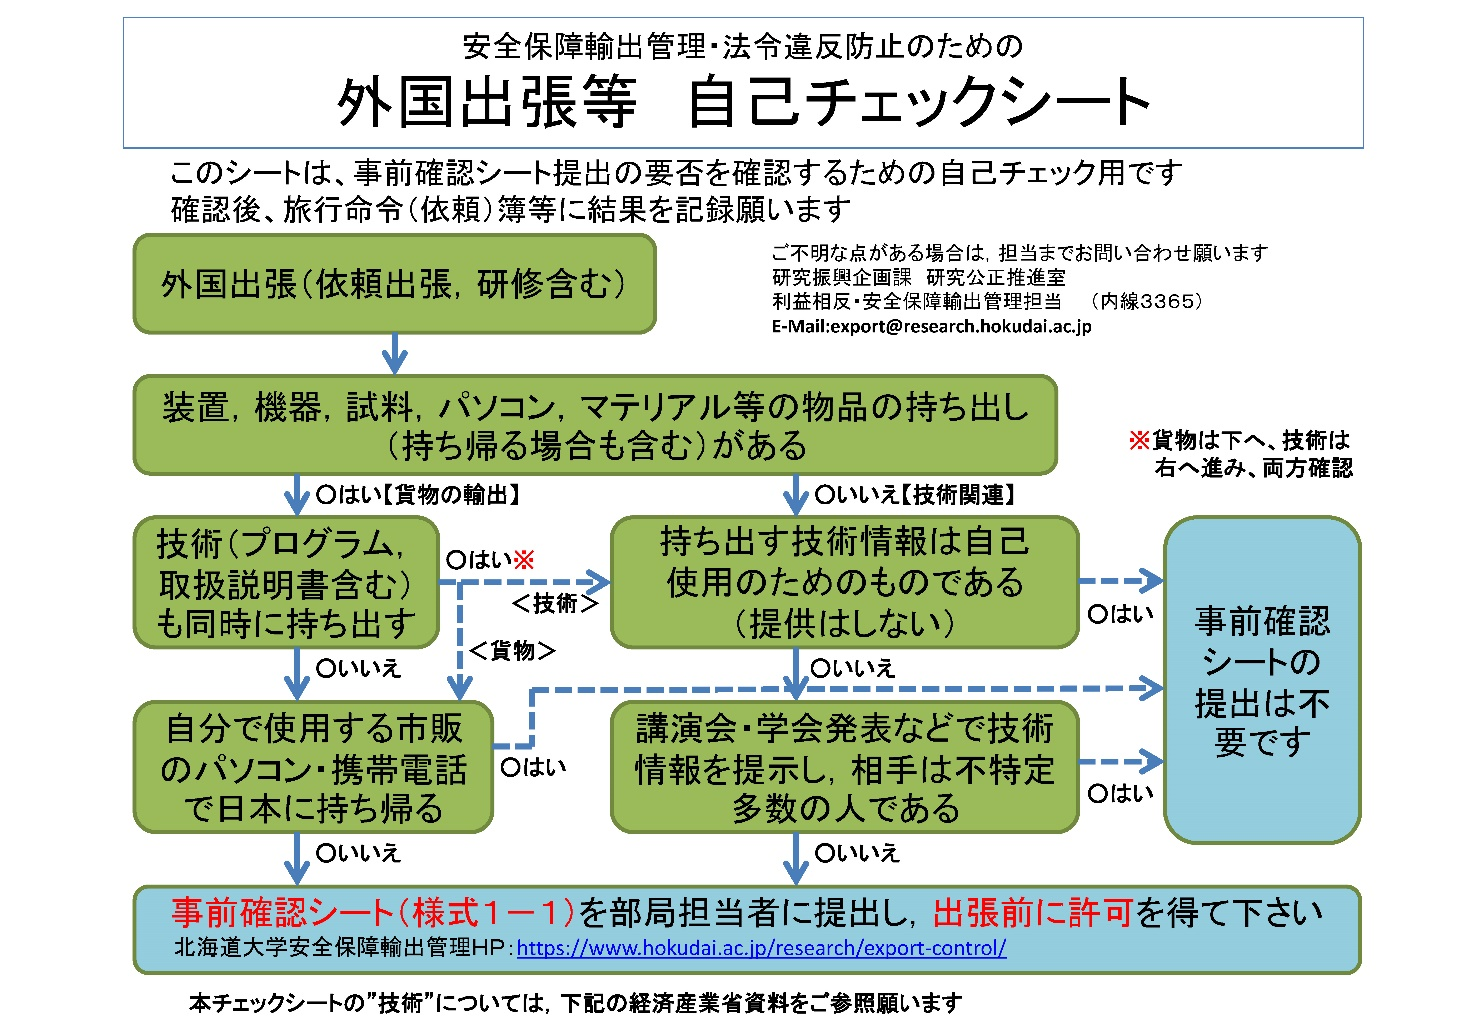 安全保障輸出管理・法令違反防止のための
外国出張等　自己チェックシート
このシートは、事前確認シート提出の要否を確認するための自己チェック用です
確認後、旅行命令（依頼）簿等に結果を記録願います
外国出張（依頼出張，研修含む）
ご不明な点がある場合は，担当までお問い合わせ願います
研究振興企画課　研究公正推進室
利益相反・安全保障輸出管理担当　（内線3365）
E-Mail:export@research.hokudai.ac.jp
装置，機器，試料，パソコン，マテリアル等の物品の持ち出し
（持ち帰る場合も含む）がある
※貨物は下へ、技術は
右へ進み、両方確認
○はい【貨物の輸出】
○いいえ【技術関連】
技術（プログラム，
取扱説明書含む）
も同時に持ち出す
○はい※
＜技術＞
＜貨物＞
持ち出す技術情報は自己
使用のためのものである
（提供はしない）
○はい
事前確認
シートの
提出は不
要です
○いいえ
○いいえ
自分で使用する市販
のパソコン・携帯電話
で日本に持ち帰る
○はい
講演会・学会発表などで技術
情報を提示し，相手は不特定
多数の人である
○はい
○いいえ
○いいえ
事前確認シート（様式１－１）を部局担当者に提出し，出張前に許可を得て下さい
北海道大学安全保障輸出管理HP：https://www.hokudai.ac.jp/research/export-control/
本チェックシートの”技術”については，下記の経済産業省資料をご参照願います